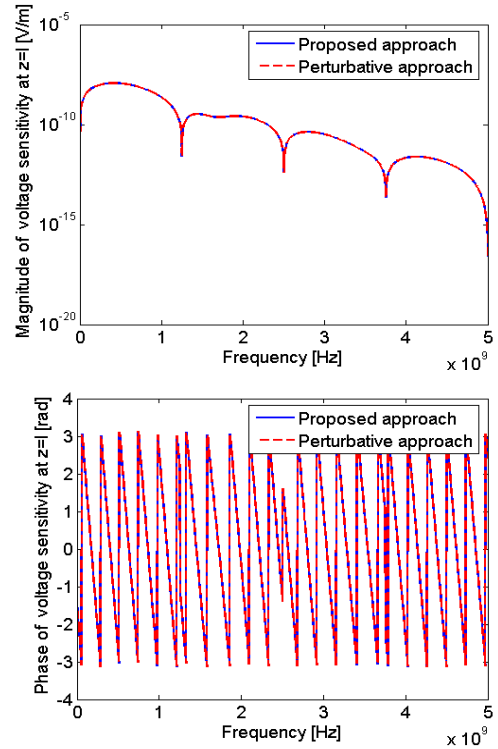 Magnitude of voltage sensitivity at z=l [V/m]
10^-5
10^-10
10^-15
10^-20
Proposed approach
Perturbative approach
0 1 2 3 4 5
x 10^9
Frequency [Hz]
Phase of voltage sensitivity at z=l [rad]
4
3
2
1
0
-1
-2
-3
-4
Proposed approach
Perturbative approach
0 1 2 3 4 5
x 10^9
Frequency [Hz]